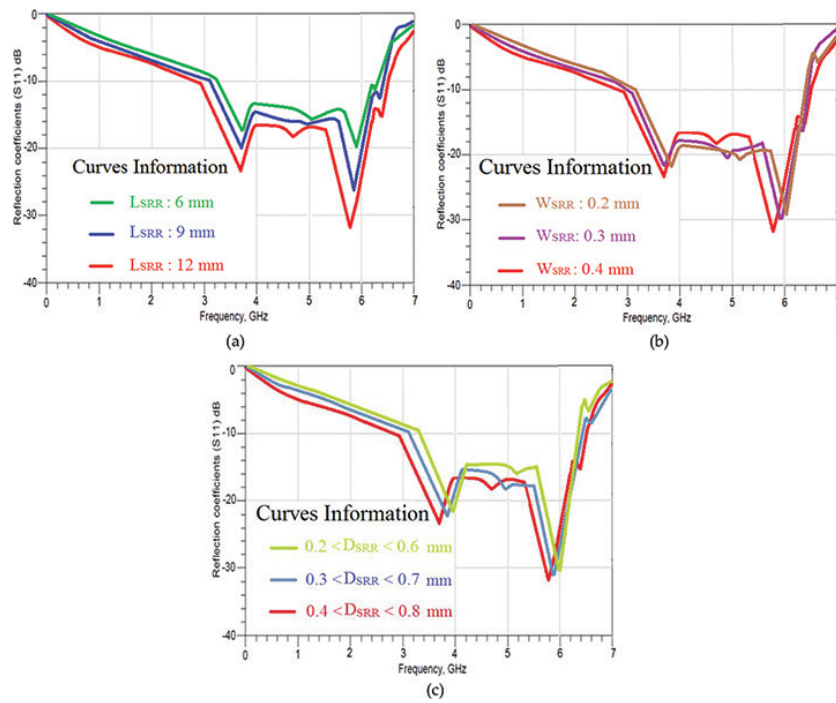 0
-10
-20
-30
-40
Reflection coefficients (S11) dB
Curves Information
LSRR : 6 mm
LSRR : 9 mm
LSRR : 12 mm
0 1 2 3 4 5 6 7
Frequency, GHz
(a)
0
-10
-20
-30
-40
Reflection coefficients (S11) dB
Curves Information
WSRR : 0.2 mm
WSRR: 0.3 mm
WSRR : 0.4 mm
0 1 2 3 4 5 6
Frequency, GHz
(b)
0
-10
-20
-30
-40
Reflection coefficients (S11) dB
Curves Information
0.2 < DSRR < 0.6 mm
0.3 <DSRR < 0.7 mm
0.4 <DSRR < 0.8 mm
0 1 2 3 4 5 6 7
Frequency, GHz
(c)